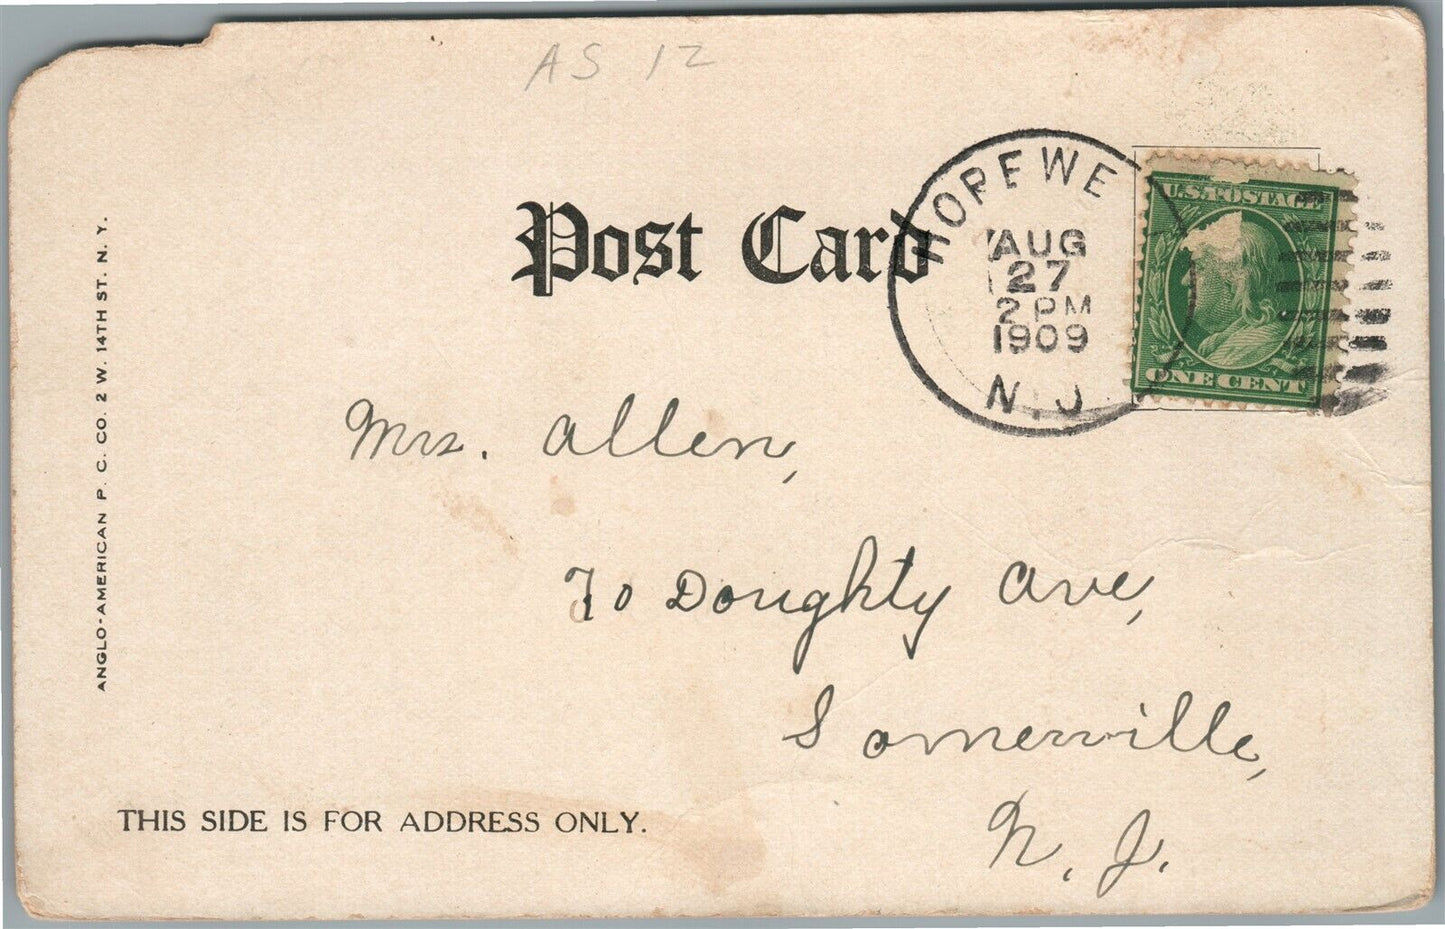 AS 12
Post Card
HOPEWE
AUG
27
2 PM
1909
N.J.
U.S. POSTAGE
ONE CENT
Mrs. Allen,
70 Doughty Ave,
Somerville,
N. J.
THIS SIDE IS FOR ADDRESS ONLY.
ANGLO-AMERICAN P. C. CO. 2 W. 14TH ST. N. Y.